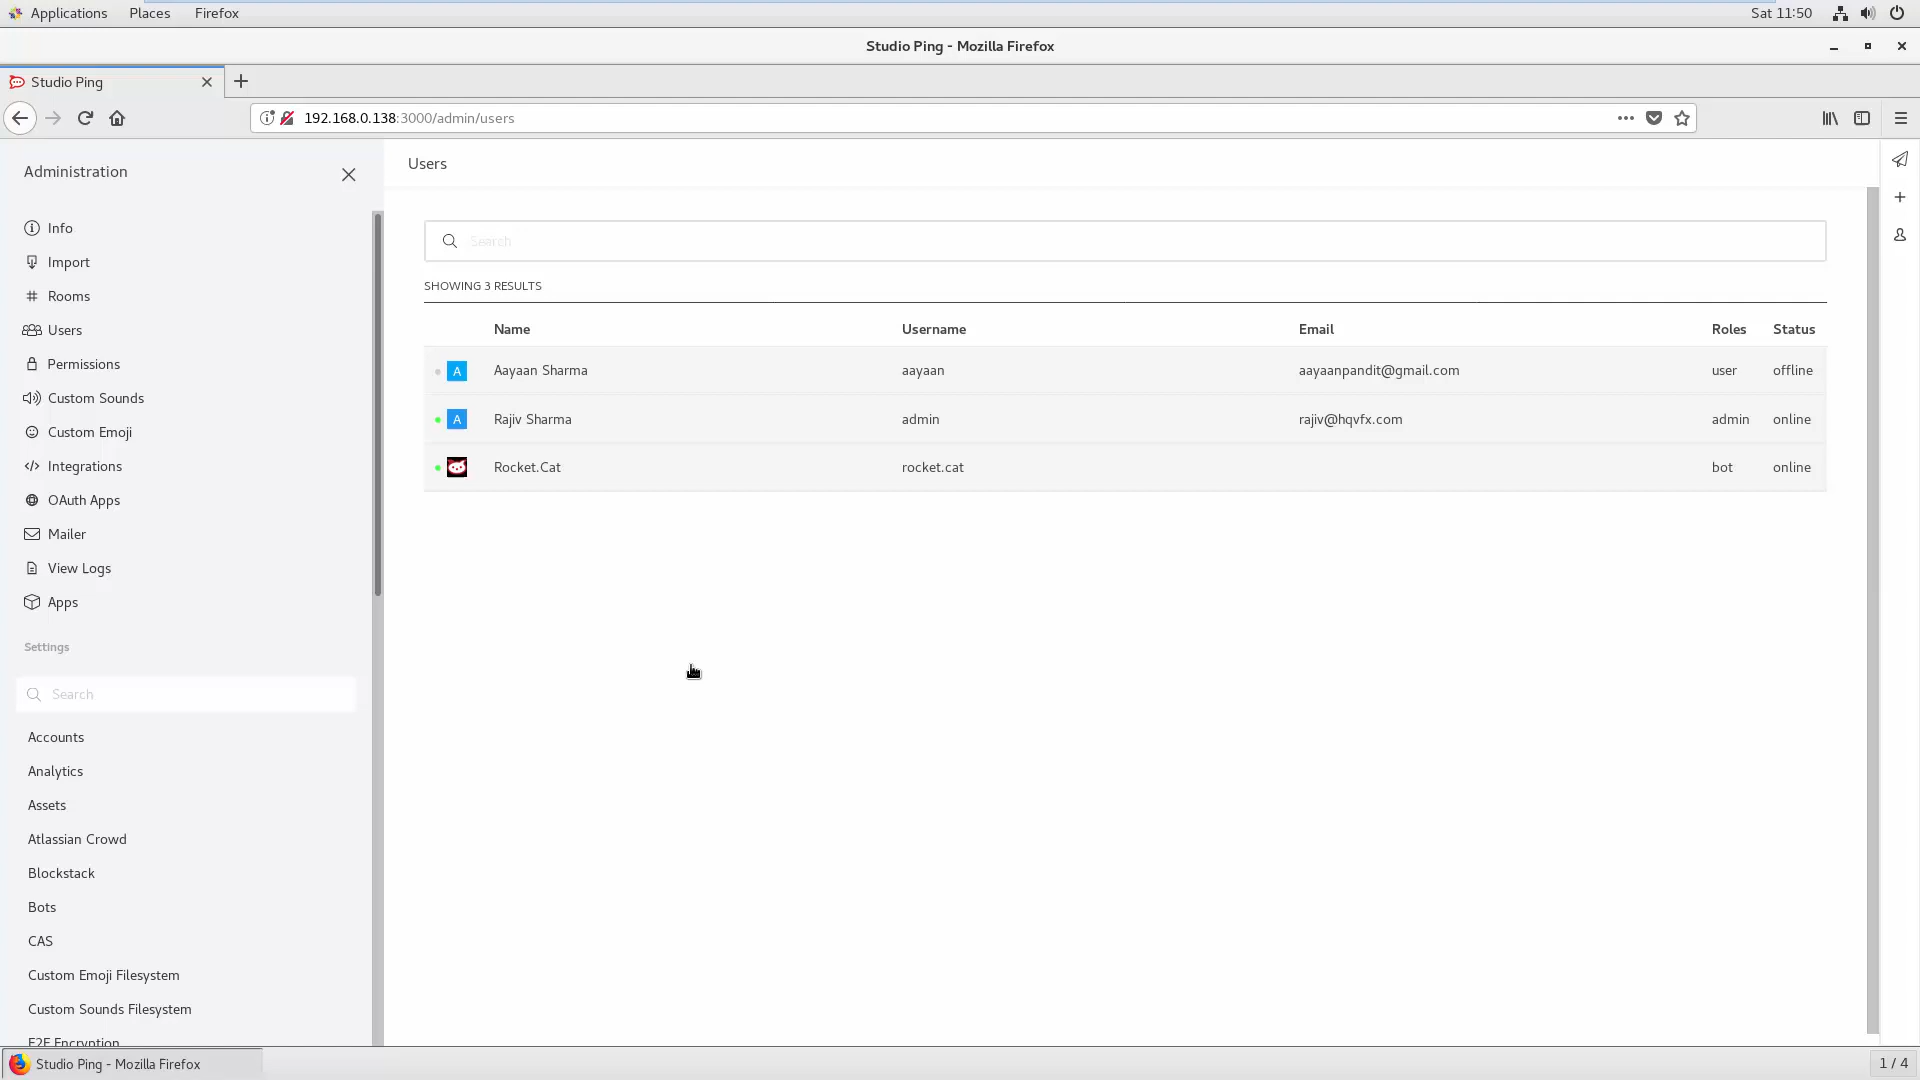 Applications Places Firefox Sat 11:50
Studio Ping - Mozilla Firefox
Studio Ping
192.168.0.138:3000/admin/users
Administration
Info
Import
Rooms
Users
Permissions
Custom Sounds
Custom Emoji
Integrations
OAuth Apps
Mailer
View Logs
Apps
Settings
Search
Accounts
Analytics
Assets
Atlassian Crowd
Blockstack
Bots
CAS
Custom Emoji Filesystem
Custom Sounds Filesystem
E2E Encryption
Users
Search
SHOWING 3 RESULTS
Name Username Email Roles Status
A Aayaan Sharma aayaan aayaanpandit@gmail.com user offline
A Rajiv Sharma admin rajiv@hqvfx.com admin online
Rocket.Cat rocket.cat bot online
Studio Ping - Mozilla Firefox 1 / 4